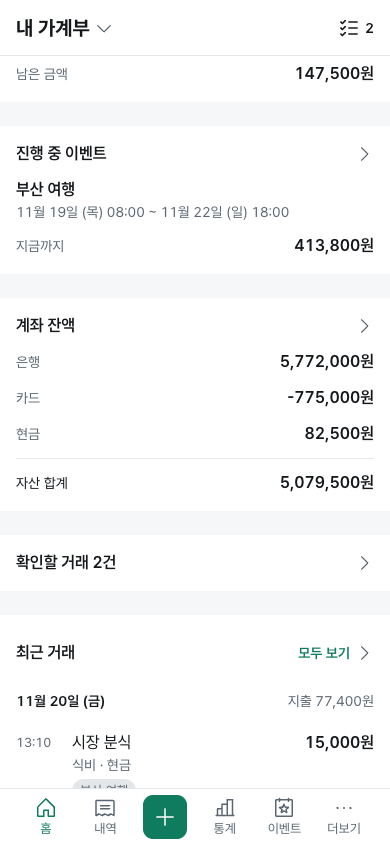 내 가계부
2
남은 금액 147,500원
진행 중 이벤트
부산 여행
11월 19일 (목) 08:00 ~ 11월 22일 (일) 18:00
지금까지 413,800원
계좌 잔액
은행 5,772,000원
카드 -775,000원
현금 82,500원
자산 합계 5,079,500원
확인할 거래 2건
최근 거래 모두 보기
11월 20일 (금) 지출 77,400원
13:10 시장 분식 15,000원
식비 · 현금
부산 여행
홈 내역 통계 이벤트 더보기